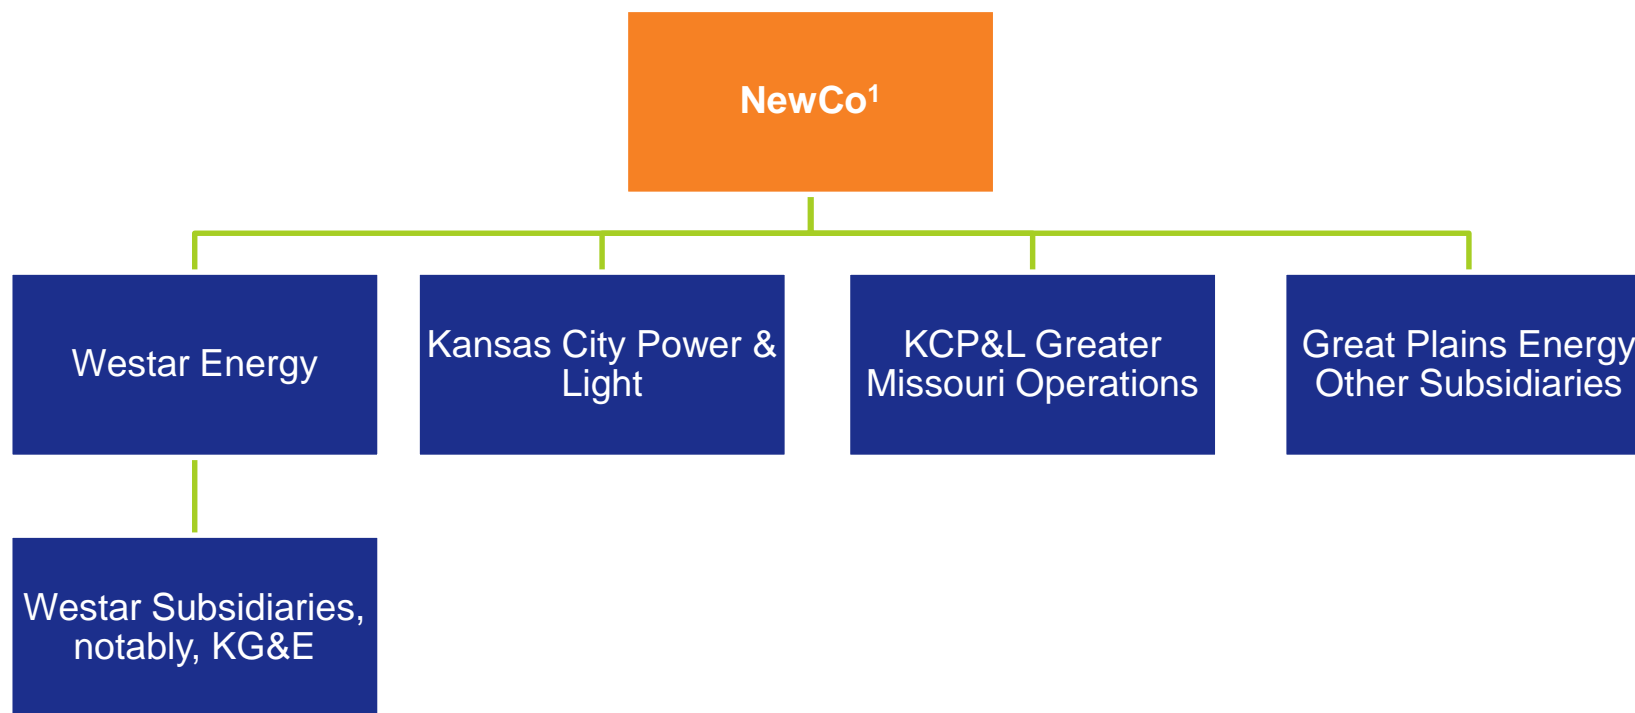 NewCo¹
Westar Energy
Kansas City Power &
Light
KCP&L Greater
Missouri Operations
Great Plains Energy
Other Subsidiaries
Westar Subsidiaries,
notably, KG&E